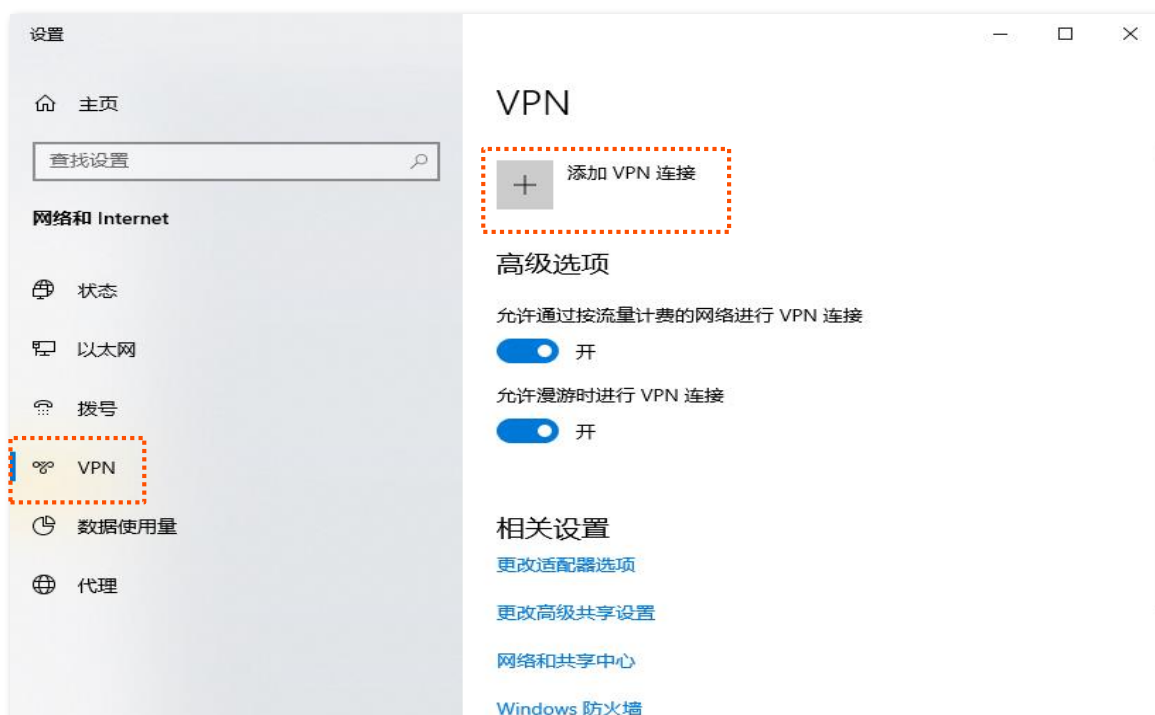 设置
主页
查找设置
网络和 Internet
状态
以太网
拨号
VPN
数据使用量
代理
VPN
添加 VPN 连接
高级选项
允许通过按流量计费的网络进行 VPN 连接
开
允许漫游时进行 VPN 连接
开
相关设置
更改适配器选项
更改高级共享设置
网络和共享中心
Windows 防火墙